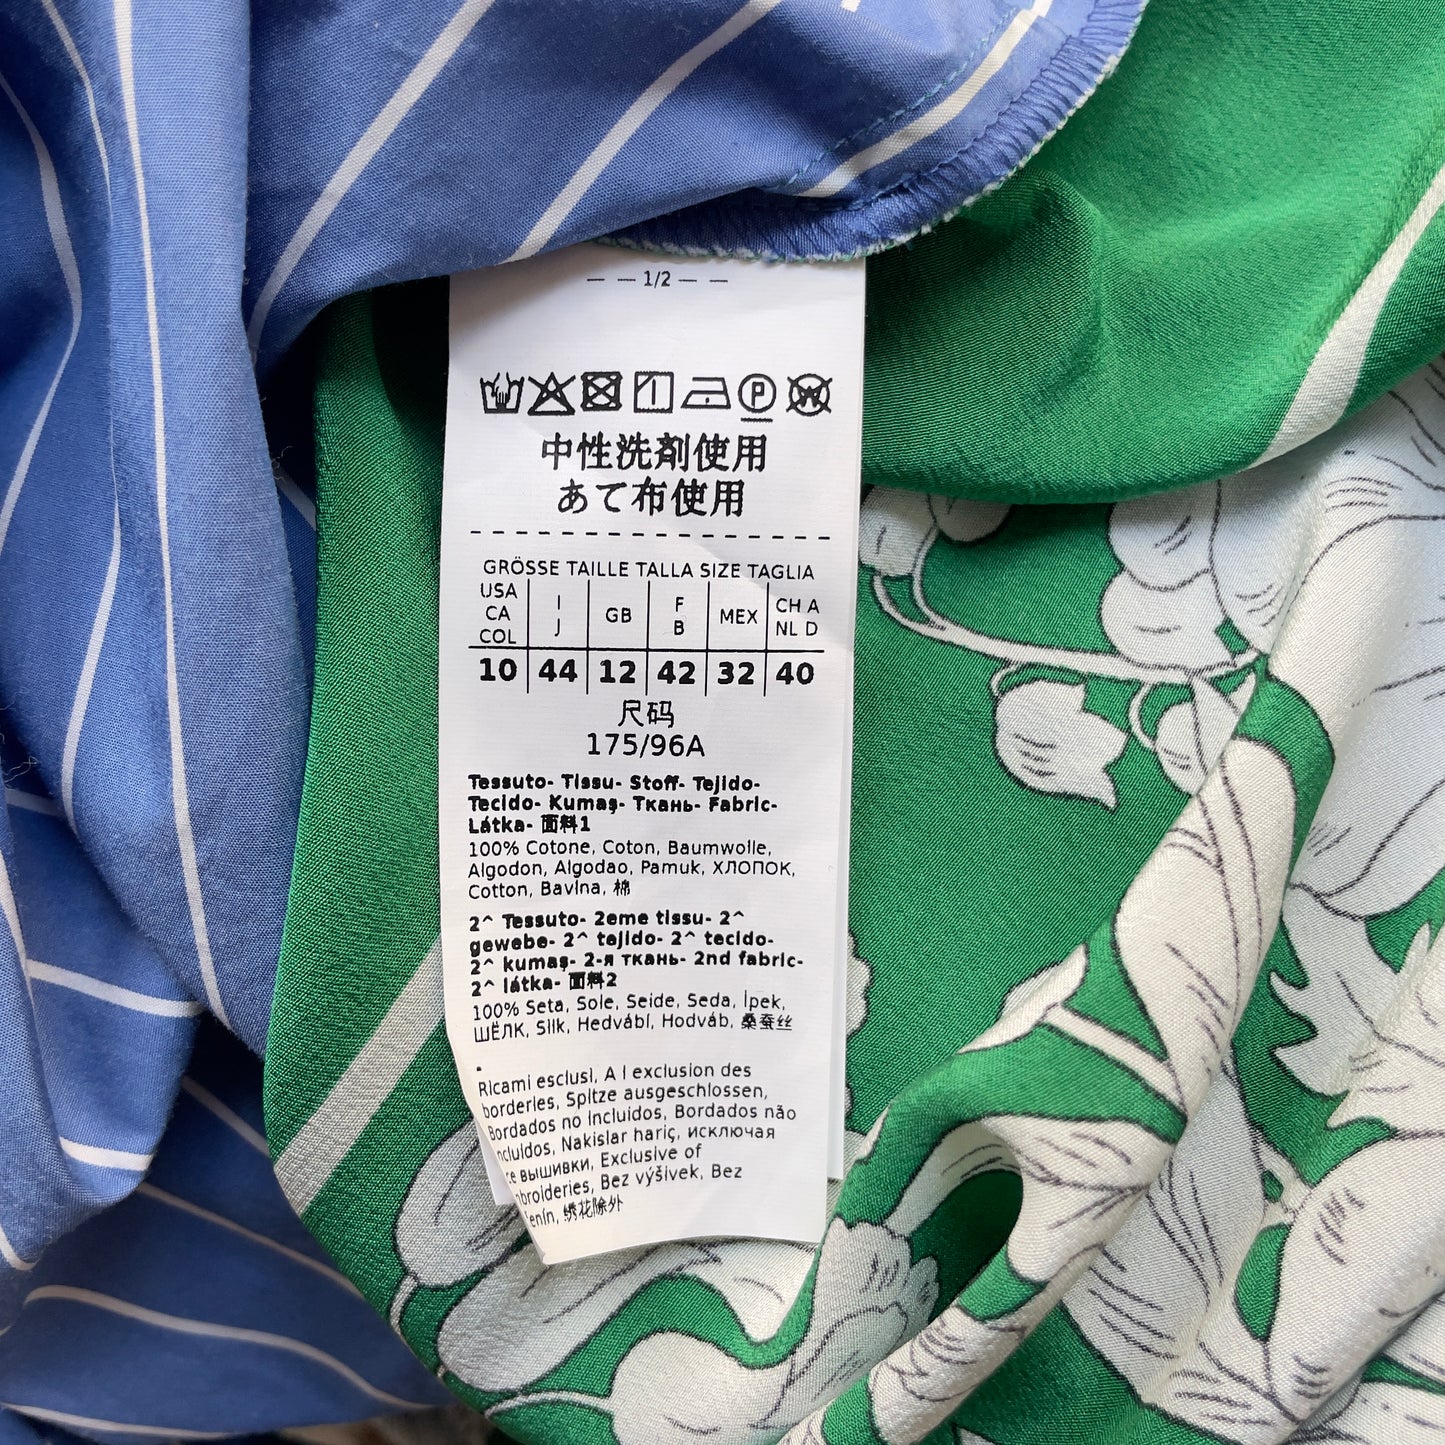 — — 1/2 — —
P W
中性洗剤使用
あて布使用
GRÖSSE TAILLE TALLA SIZE TAGLIA
USA CA COL | I J | GB | F B | MEX | CH A NL D
10 | 44 | 12 | 42 | 32 | 40
尺码
175/96A
Tessuto- Tissu- Stoff- Tejido-
Tecido- Kumaş- Ткань- Fabric-
Látka- 面料1
100% Cotone, Coton, Baumwolle,
Algodon, Algodao, Pamuk, ХЛОПОК,
Cotton, Bavlna, 棉
2^ Tessuto- 2eme tissu- 2^
gewebe- 2^ tejido- 2^ tecido-
2^ kumaş- 2-я ткань- 2nd fabric-
2^ látka- 面料2
100% Seta, Soie, Seide, Seda, İpek,
ШЁЛК, Silk, Hedvábí, Hodváb, 桑蚕丝
Ricami esclusi, A l exclusion des
borderies, Spitze ausgeschlossen,
Bordados no incluidos, Bordados não
ncluidos, Nakislar hariç, исключая
се вышивки, Exclusive of
broideries, Bez výšivek, Bez
enín, 绣花除外